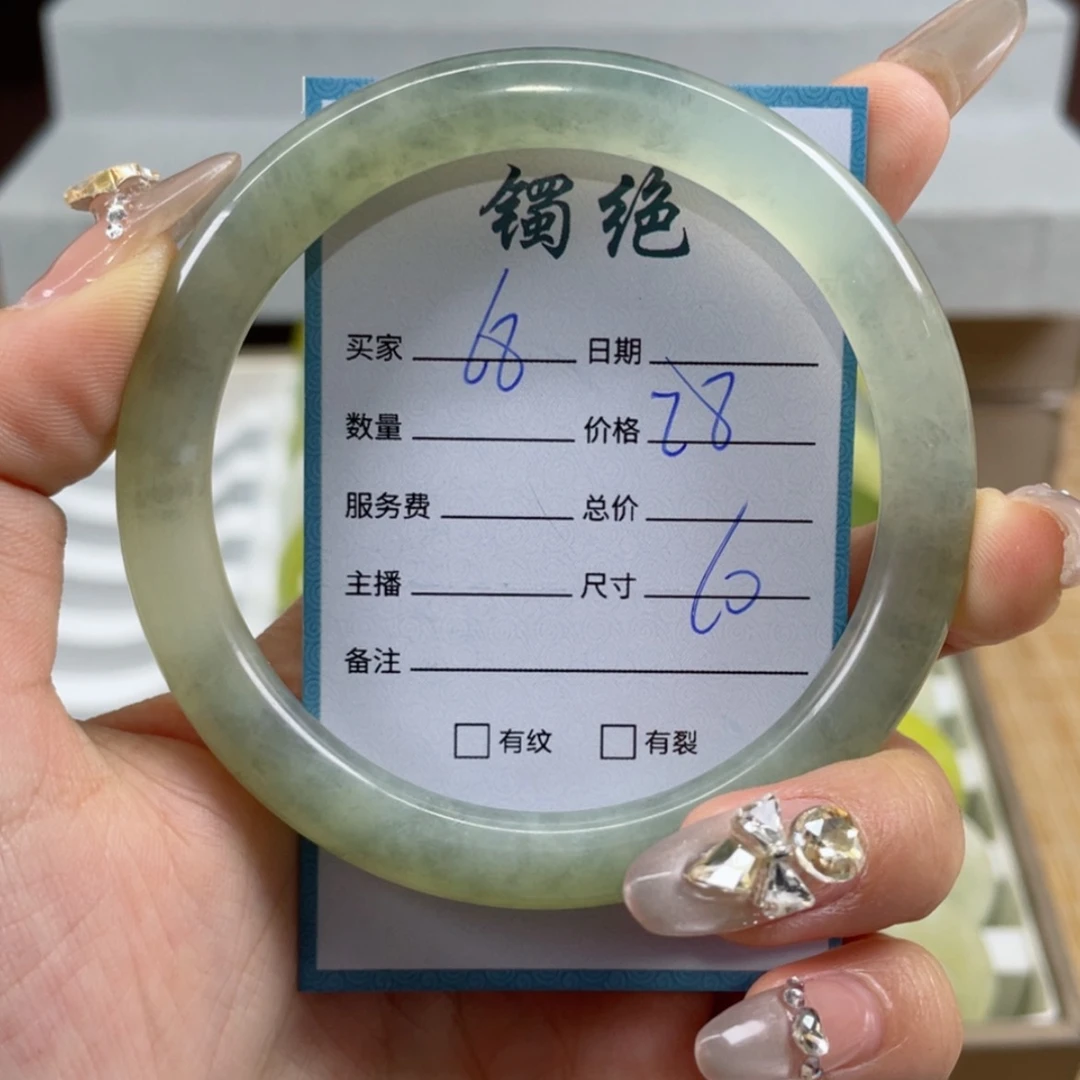 镯绝
买家 68 日期
数量 价格 28
服务费 总价
主播 尺寸 60
备注
□有纹 □有裂